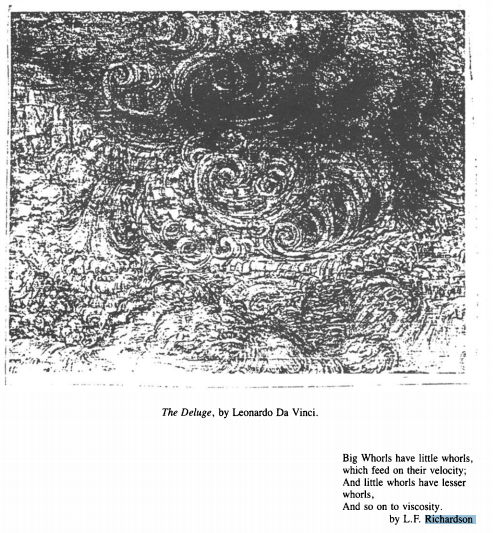 The Deluge, by Leonardo Da Vinci.
Big Whorls have little whorls,
which feed on their velocity;
And little whorls have lesser
whorls,
And so on to viscosity.
by L.F. Richardson